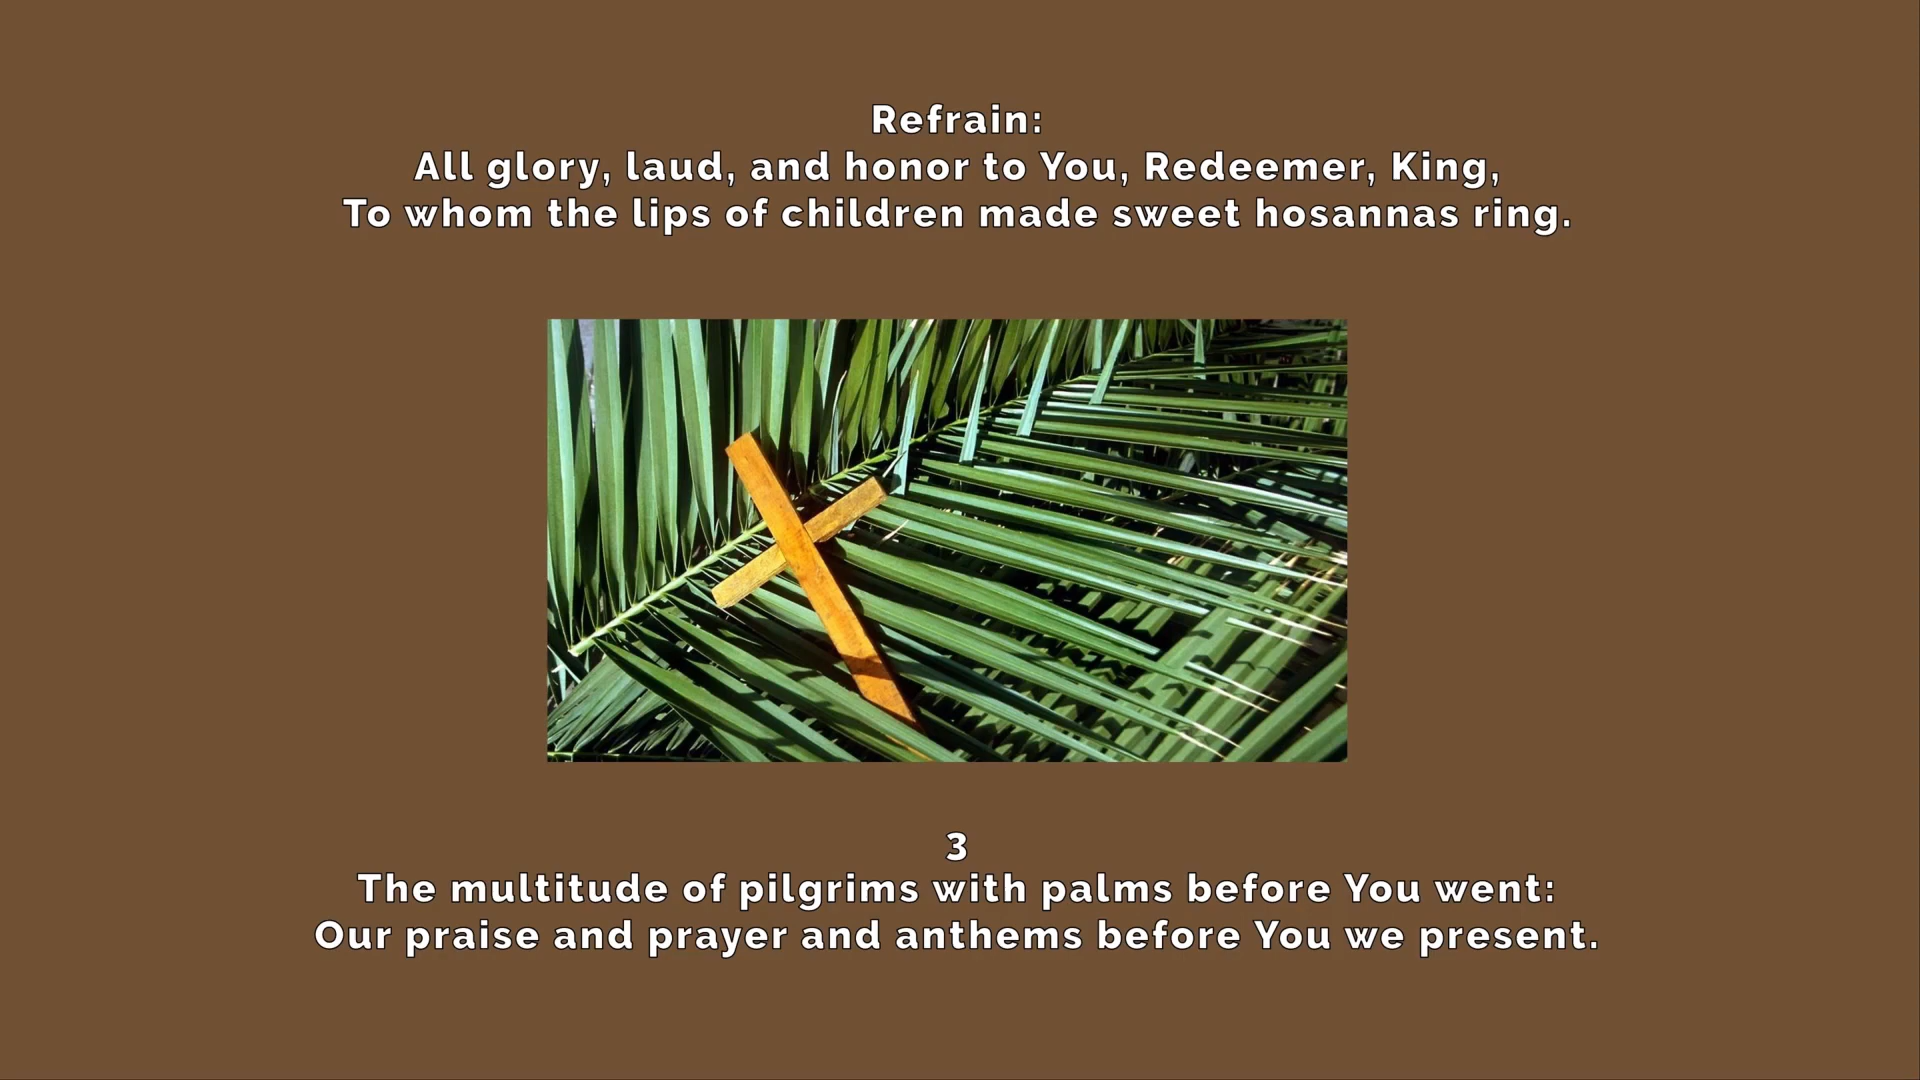 Refrain:
All glory, laud, and honor to You, Redeemer, King,
To whom the lips of children made sweet hosannas ring.
3
The multitude of pilgrims with palms before You went:
Our praise and prayer and anthems before You we present.